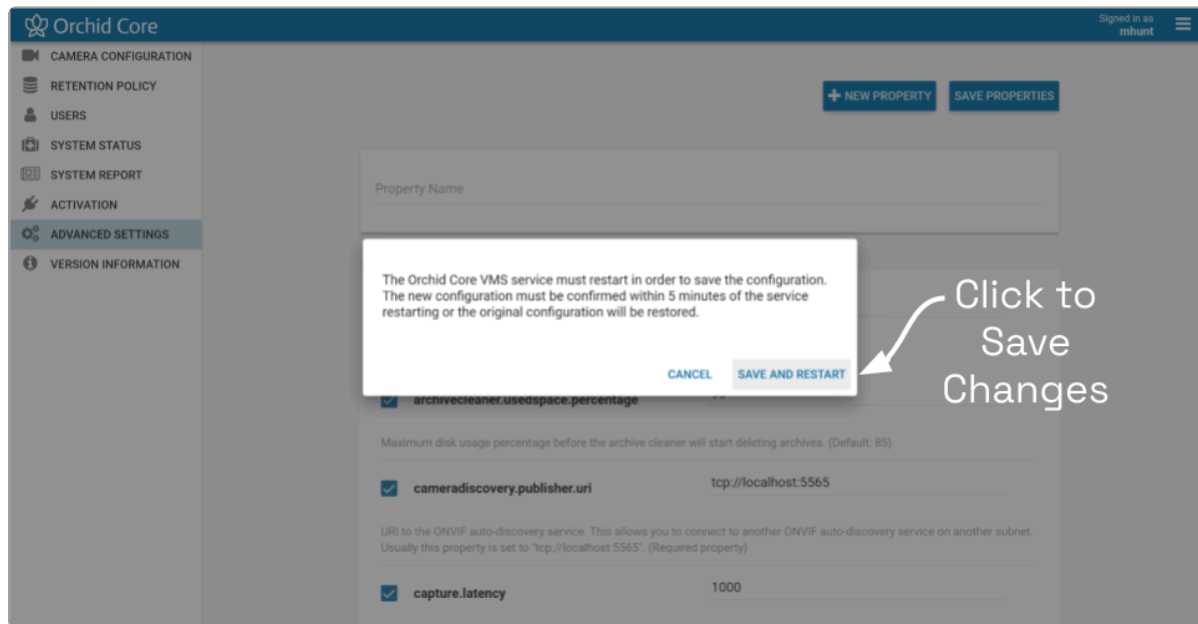 Orchid Core
Signed in as
mhunt
CAMERA CONFIGURATION
RETENTION POLICY
USERS
SYSTEM STATUS
SYSTEM REPORT
ACTIVATION
ADVANCED SETTINGS
VERSION INFORMATION
+ NEW PROPERTY
SAVE PROPERTIES
Property Name
The Orchid Core VMS service must restart in order to save the configuration.
The new configuration must be confirmed within 5 minutes of the service
restarting or the original configuration will be restored.
CANCEL
SAVE AND RESTART
Click to
Save
Changes
archivecleaner.usedspace.percentage
Maximum disk usage percentage before the archive cleaner will start deleting archives. (Default: 85)
cameradiscovery.publisher.uri
tcp://localhost:5565
URI to the ONVIF auto-discovery service. This allows you to connect to another ONVIF auto-discovery service on another subnet.
Usually this property is set to "tcp://localhost:5565". (Required property)
capture.latency
1000